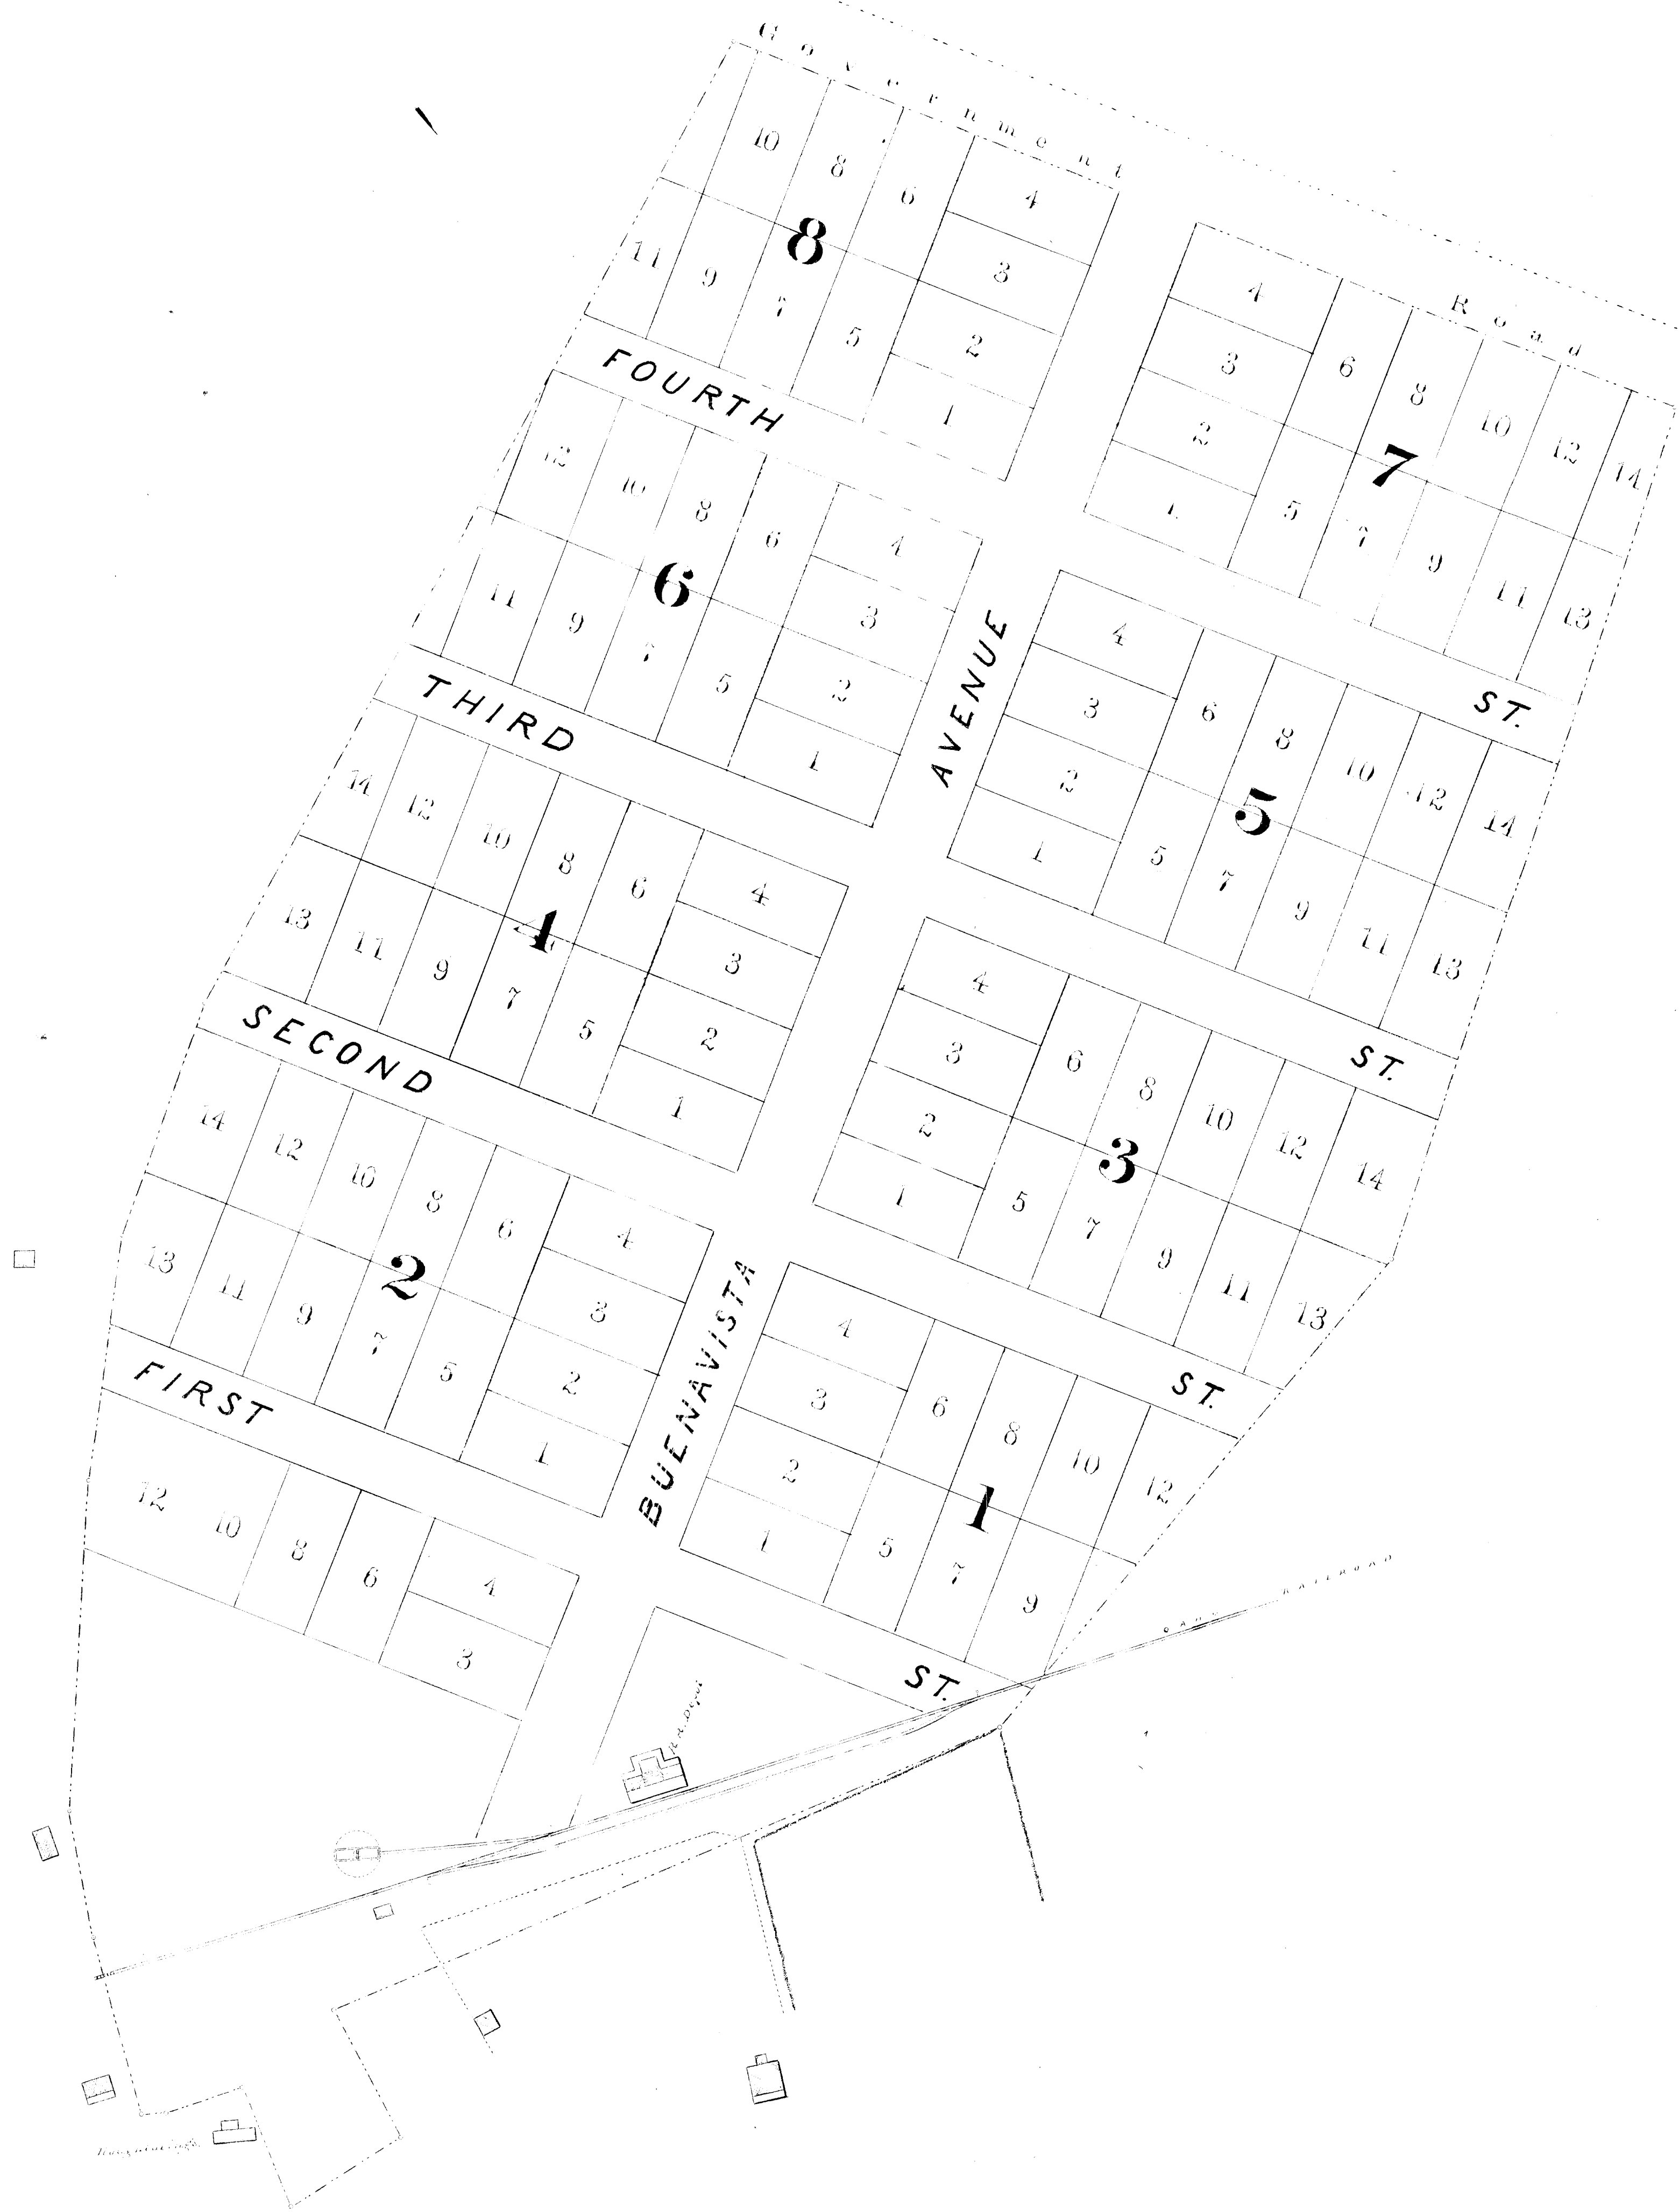 Government
Road
10 8 6 4
3
8
11 9 7 5 2
1
FOURTH ST.
4 6 8 10 12 14
3
7
2
5 7 9 11 13
12 10 8 6 4
3
6
11 9 7 5 2
1
THIRD ST.
AVENUE
4 6 8 10 12 14
3
5
2
1 5 7 9 11 13
14 12 10 8 6 4
3
4
13 11 9 7 5 2
1
SECOND ST.
4 6 8 10 12 14
3
3
2
1 5 7 9 11 13
14 12 10 8 6 4
3
2
13 11 9 7 5 2
1
FIRST ST.
BUENAVISTA
4
3 6 8 10 12
1
2
1 5 7 9
12 10 8 6 4
3
RAILROAD
R.R. Depot